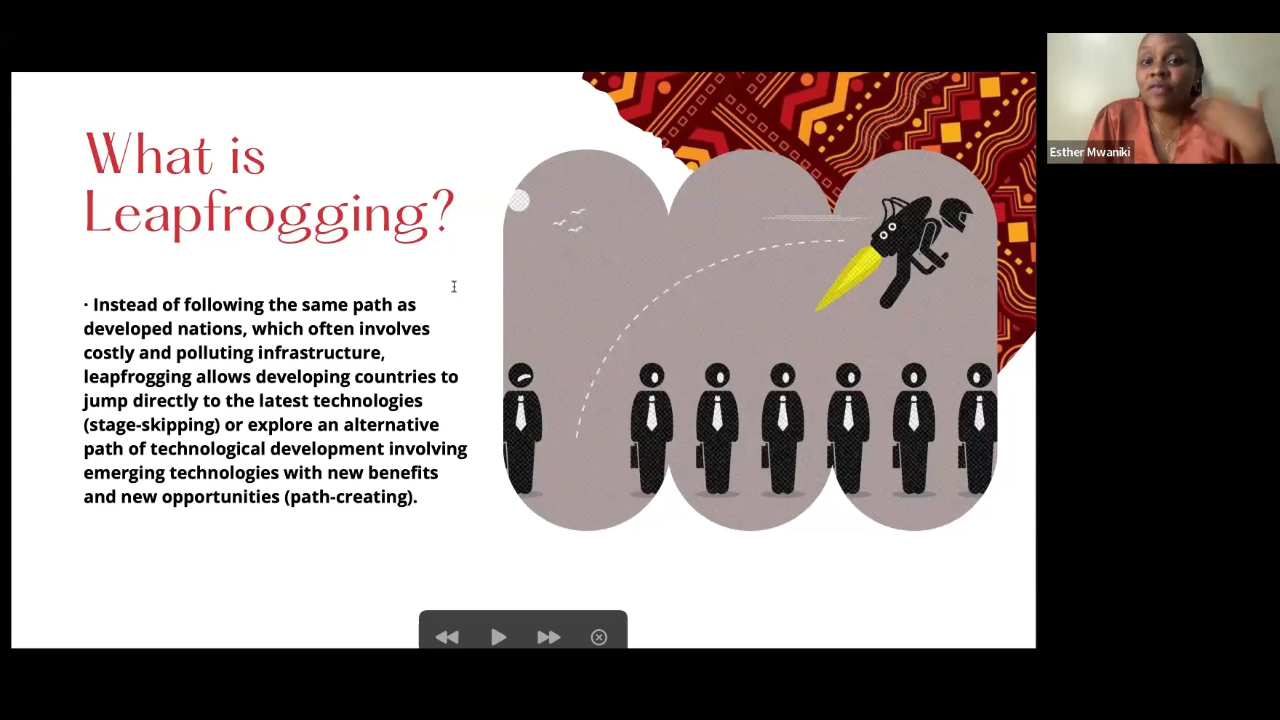 What is
Leapfrogging?
· Instead of following the same path as
developed nations, which often involves
costly and polluting infrastructure,
leapfrogging allows developing countries to
jump directly to the latest technologies
(stage-skipping) or explore an alternative
path of technological development involving
emerging technologies with new benefits
and new opportunities (path-creating).
Esther Mwaniki